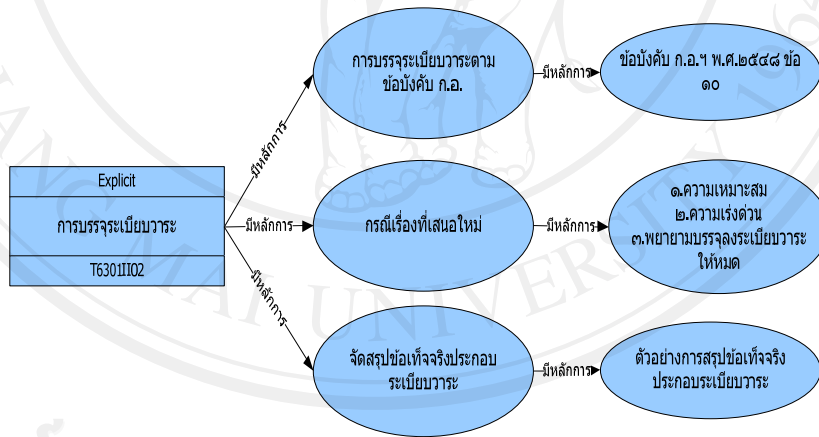 การบรรจุระเบียบวาระตาม
ข้อบังคับ ก.อ.
มีหลักการ
ข้อบังคับ ก.อ.ฯ พ.ศ.๒๕๔๘ ข้อ
๑๐
มีหลักการ
Explicit
การบรรจุระเบียบวาระ
T6301II02
มีหลักการ
กรณีเรื่องที่เสนอใหม่
มีหลักการ
๑.ความเหมาะสม
๒.ความเร่งด่วน
๓.พยายามบรรจุลงระเบียบวาระ
ให้หมด
มีหลักการ
จัดสรุปข้อเท็จจริงประกอบ
ระเบียบวาระ
มีหลักการ
ตัวอย่างการสรุปข้อเท็จจริง
ประกอบระเบียบวาระ
ANG MAI UNIVERSITY 1964